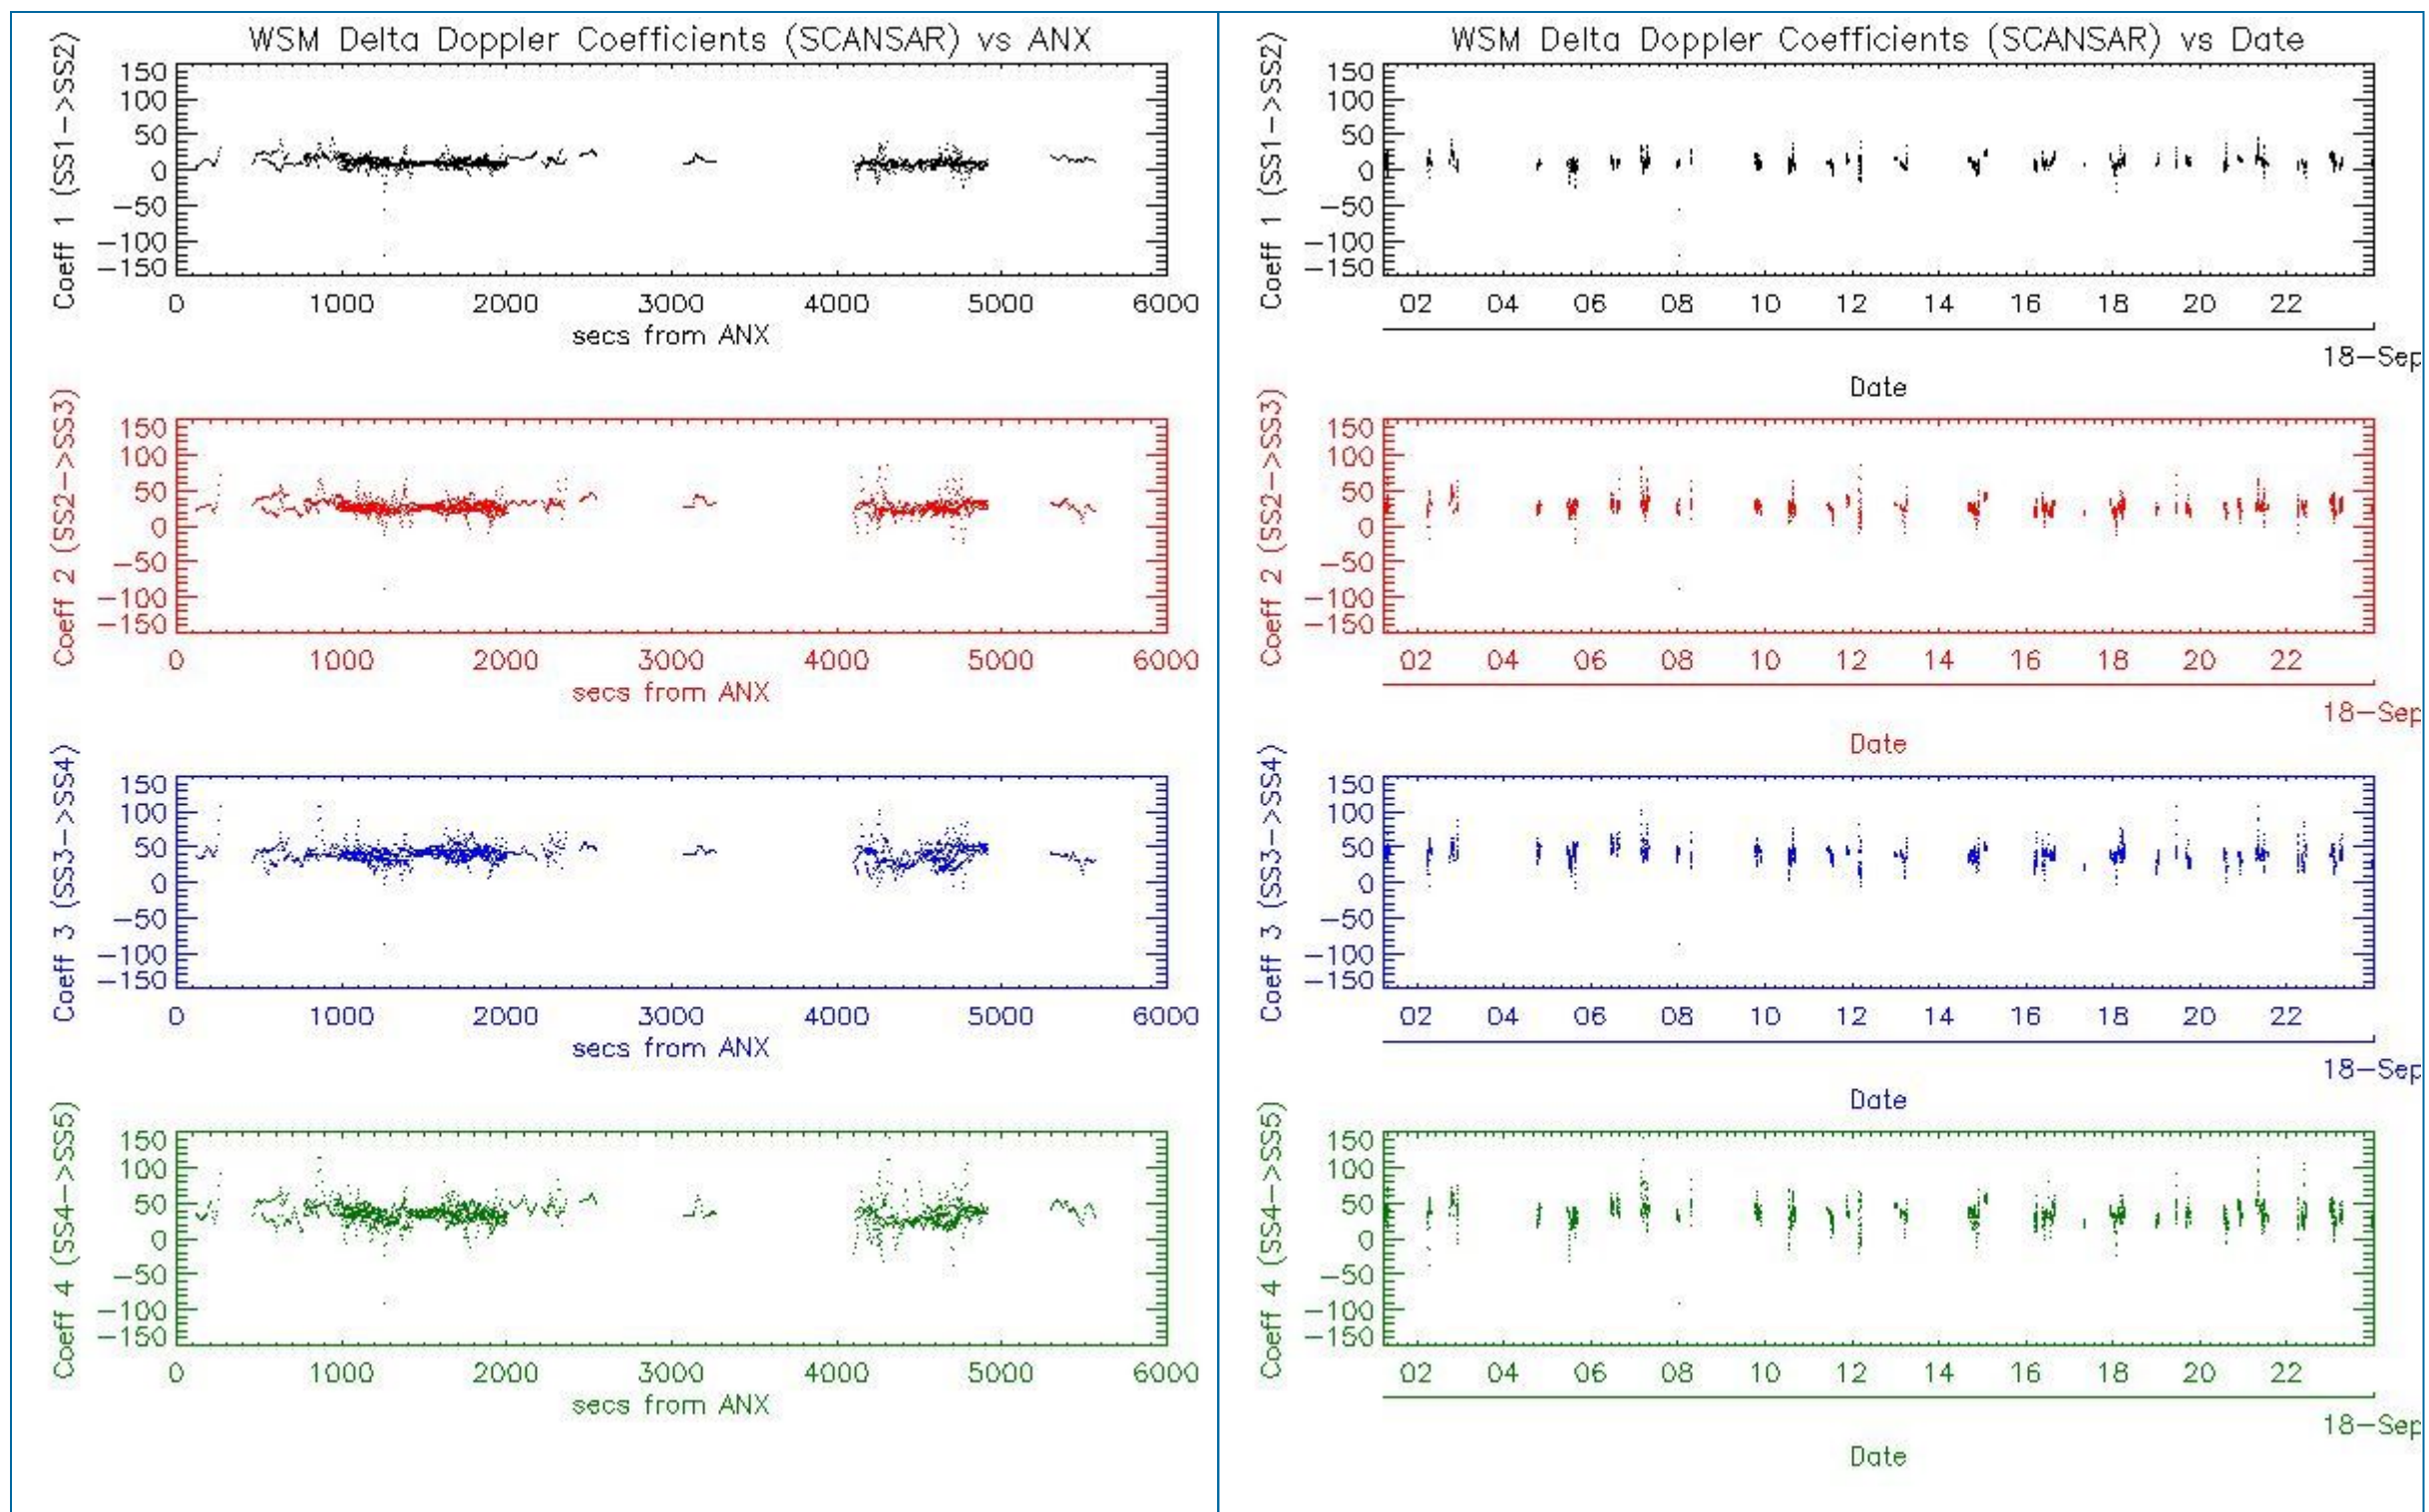 WSM Delta Doppler Coefficients (SCANSAR) vs ANX
Coeff 1 (SS1->SS2)
150
100
50
0
-50
-100
-150
0 1000 2000 3000 4000 5000 6000
secs from ANX
Coeff 2 (SS2->SS3)
150
100
50
0
-50
-100
-150
0 1000 2000 3000 4000 5000 6000
secs from ANX
Coeff 3 (SS3->SS4)
150
100
50
0
-50
-100
-150
0 1000 2000 3000 4000 5000 6000
secs from ANX
Coeff 4 (SS4->SS5)
150
100
50
0
-50
-100
-150
0 1000 2000 3000 4000 5000 6000
secs from ANX
WSM Delta Doppler Coefficients (SCANSAR) vs Date
Coeff 1 (SS1->SS2)
150
100
50
0
-50
-100
-150
02 04 06 08 10 12 14 16 18 20 22
18-Sep
Date
Coeff 2 (SS2->SS3)
150
100
50
0
-50
-100
-150
02 04 06 08 10 12 14 16 18 20 22
18-Sep
Date
Coeff 3 (SS3->SS4)
150
100
50
0
-50
-100
-150
02 04 06 08 10 12 14 16 18 20 22
18-Sep
Date
Coeff 4 (SS4->SS5)
150
100
50
0
-50
-100
-150
02 04 06 08 10 12 14 16 18 20 22
18-Sep
Date